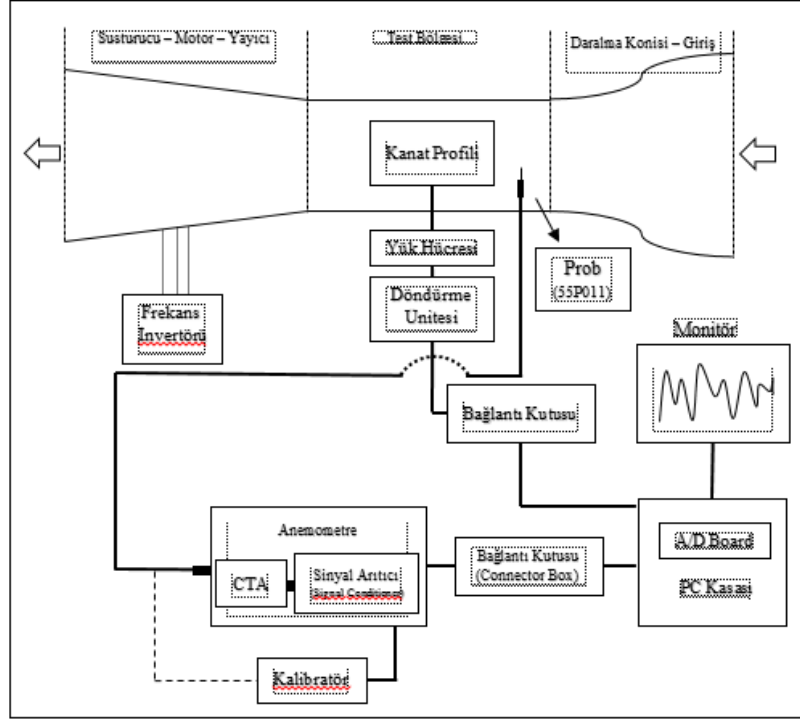 Susturucu – Motor – Yayıcı
Test Bölgesi
Daralma Konisi – Giriş
Kanat Profili
Yük Hücresi
Prob
(55P011)
Döndürme
Unitesi
Frekans
Invertörü
Monitör
Bağlantı Kutusu
Anemometre
A/D Board
Bağlantı Kutusu
(Connector Box)
Sinyal Arıtıcı
(Signal Conditioner)
CTA
PC Kasası
Kalibratör